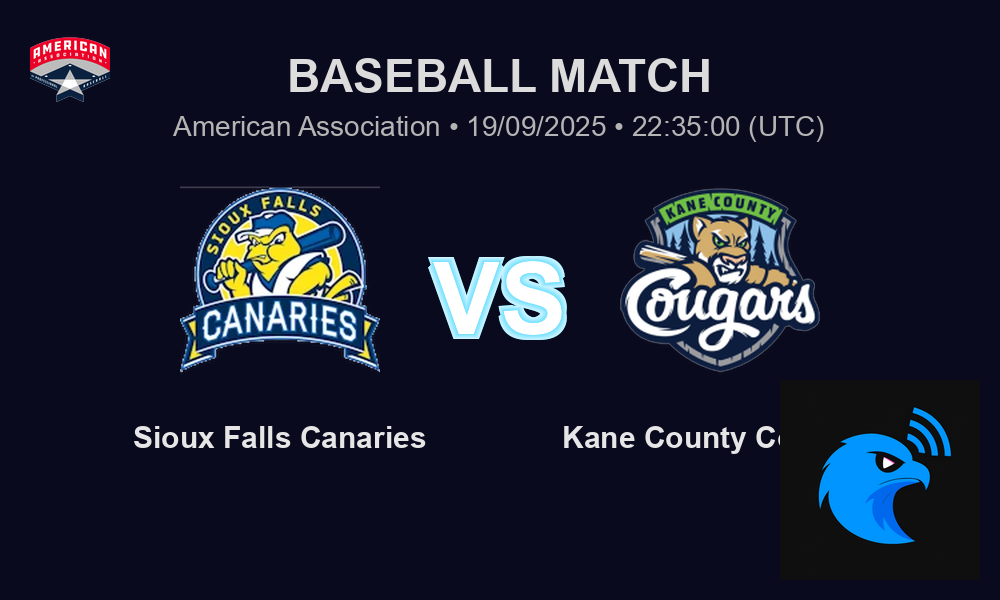 AMERICAN
ASSOCIATION
BASEBALL MATCH
American Association • 19/09/2025 • 22:35:00 (UTC)
SIOUX FALLS
CANARIES
VS
KANE COUNTY
Cougars
Sioux Falls Canaries
Kane County C